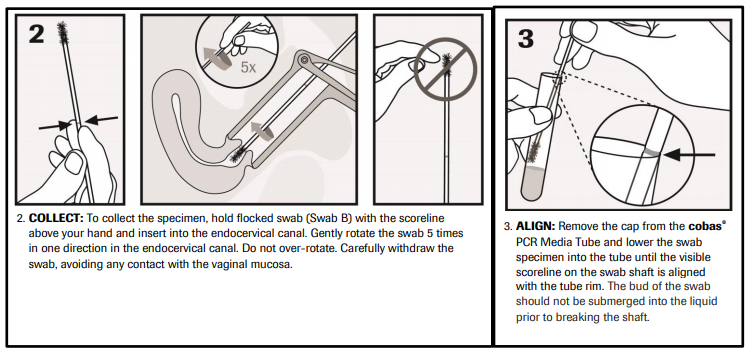 2
5x
2. COLLECT: To collect the specimen, hold flocked swab (Swab B) with the scoreline
above your hand and insert into the endocervical canal. Gently rotate the swab 5 times
in one direction in the endocervical canal. Do not over-rotate. Carefully withdraw the
swab, avoiding any contact with the vaginal mucosa.
3
3. ALIGN: Remove the cap from the cobas®
PCR Media Tube and lower the swab
specimen into the tube until the visible
scoreline on the swab shaft is aligned
with the tube rim. The bud of the swab
should not be submerged into the liquid
prior to breaking the shaft.